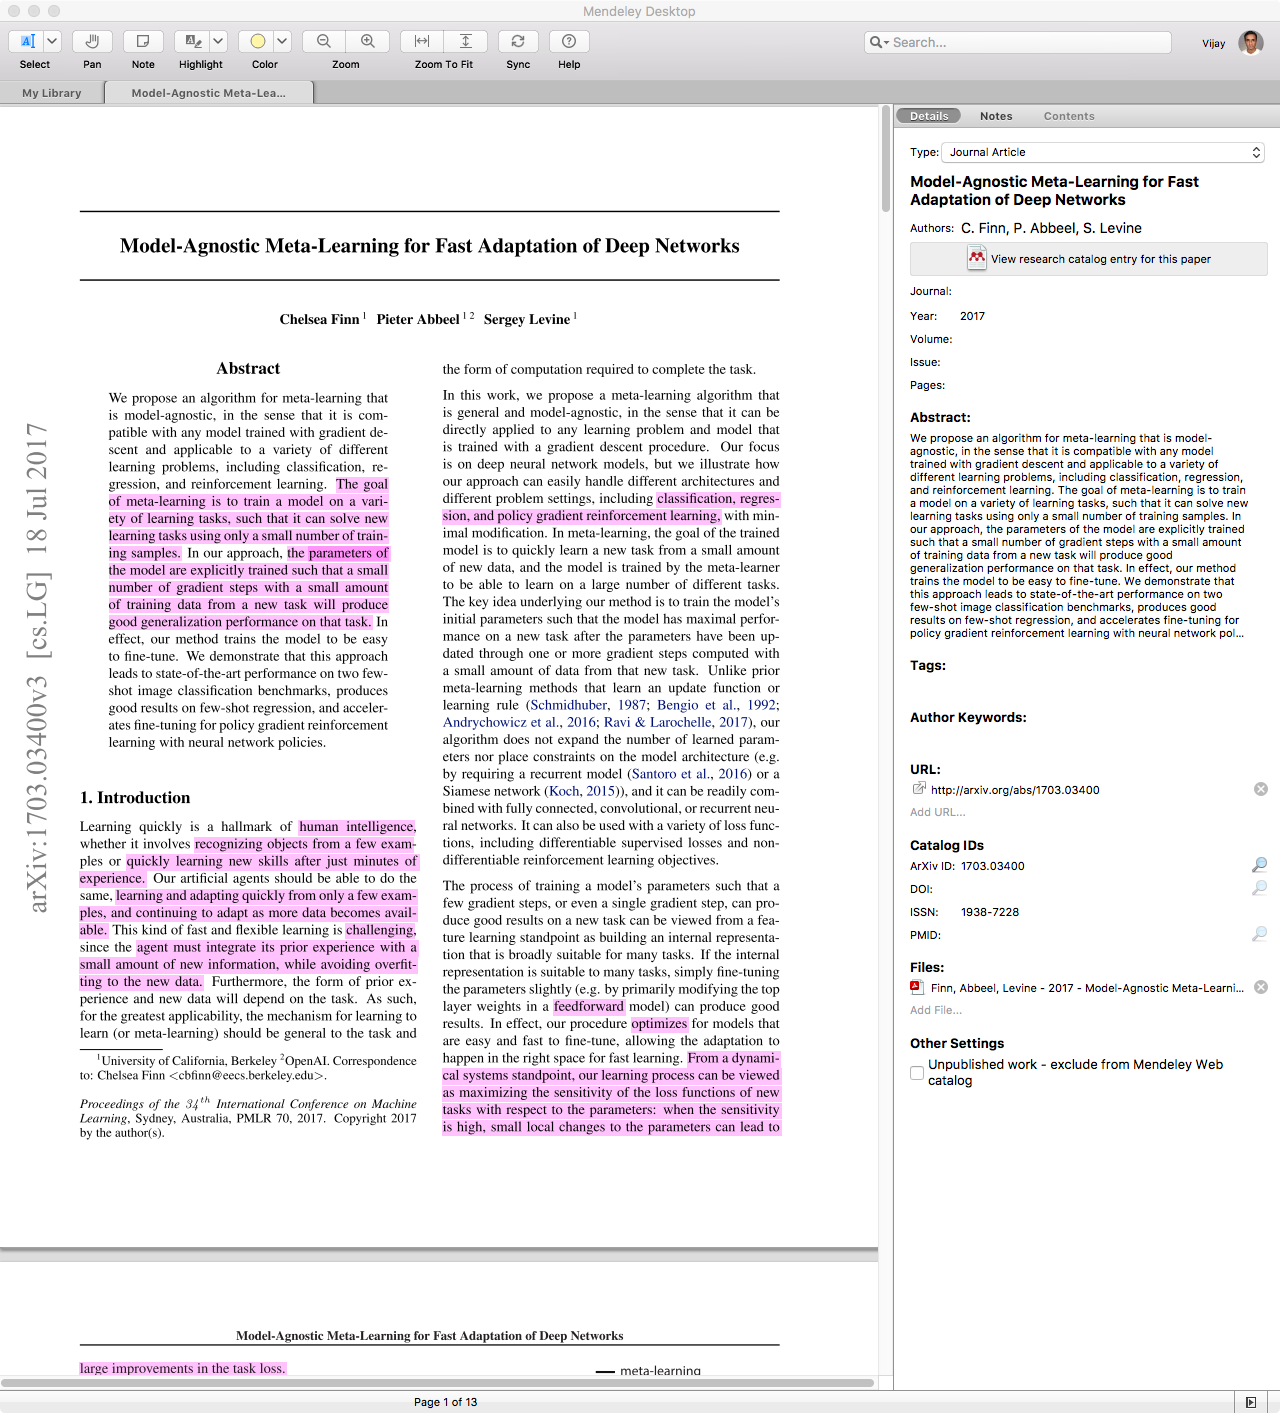 Mendeley Desktop
Select
Pan
Note
Highlight
Color
Zoom
Zoom To Fit
Sync
Help
Search...
Vijay
My Library
Model-Agnostic Meta-Lea...
arXiv:1703.03400v3 [cs.LG] 18 Jul 2017
Model-Agnostic Meta-Learning for Fast Adaptation of Deep Networks
Chelsea Finn 1 Pieter Abbeel 1 2 Sergey Levine 1
Abstract
We propose an algorithm for meta-learning that
is model-agnostic, in the sense that it is com-
patible with any model trained with gradient de-
scent and applicable to a variety of different
learning problems, including classification, re-
gression, and reinforcement learning. The goal
of meta-learning is to train a model on a vari-
ety of learning tasks, such that it can solve new
learning tasks using only a small number of train-
ing samples. In our approach, the parameters of
the model are explicitly trained such that a small
number of gradient steps with a small amount
of training data from a new task will produce
good generalization performance on that task. In
effect, our method trains the model to be easy
to fine-tune. We demonstrate that this approach
leads to state-of-the-art performance on two few-
shot image classification benchmarks, produces
good results on few-shot regression, and acceler-
ates fine-tuning for policy gradient reinforcement
learning with neural network policies.
1. Introduction
Learning quickly is a hallmark of human intelligence,
whether it involves recognizing objects from a few exam-
ples or quickly learning new skills after just minutes of
experience. Our artificial agents should be able to do the
same, learning and adapting quickly from only a few exam-
ples, and continuing to adapt as more data becomes avail-
able. This kind of fast and flexible learning is challenging,
since the agent must integrate its prior experience with a
small amount of new information, while avoiding overfit-
ting to the new data. Furthermore, the form of prior ex-
perience and new data will depend on the task. As such,
for the greatest applicability, the mechanism for learning to
learn (or meta-learning) should be general to the task and
1University of California, Berkeley 2OpenAI. Correspondence
to: Chelsea Finn <cbfinn@eecs.berkeley.edu>.
Proceedings of the 34th International Conference on Machine
Learning, Sydney, Australia, PMLR 70, 2017. Copyright 2017
by the author(s).
the form of computation required to complete the task.
In this work, we propose a meta-learning algorithm that
is general and model-agnostic, in the sense that it can be
directly applied to any learning problem and model that
is trained with a gradient descent procedure. Our focus
is on deep neural network models, but we illustrate how
our approach can easily handle different architectures and
different problem settings, including classification, regres-
sion, and policy gradient reinforcement learning, with min-
imal modification. In meta-learning, the goal of the trained
model is to quickly learn a new task from a small amount
of new data, and the model is trained by the meta-learner
to be able to learn on a large number of different tasks.
The key idea underlying our method is to train the model's
initial parameters such that the model has maximal perfor-
mance on a new task after the parameters have been up-
dated through one or more gradient steps computed with
a small amount of data from that new task. Unlike prior
meta-learning methods that learn an update function or
learning rule (Schmidhuber, 1987; Bengio et al., 1992;
Andrychowicz et al., 2016; Ravi & Larochelle, 2017), our
algorithm does not expand the number of learned param-
eters nor place constraints on the model architecture (e.g.
by requiring a recurrent model (Santoro et al., 2016) or a
Siamese network (Koch, 2015)), and it can be readily com-
bined with fully connected, convolutional, or recurrent neu-
ral networks. It can also be used with a variety of loss func-
tions, including differentiable supervised losses and non-
differentiable reinforcement learning objectives.
The process of training a model's parameters such that a
few gradient steps, or even a single gradient step, can pro-
duce good results on a new task can be viewed from a fea-
ture learning standpoint as building an internal representa-
tion that is broadly suitable for many tasks. If the internal
representation is suitable to many tasks, simply fine-tuning
the parameters slightly (e.g. by primarily modifying the top
layer weights in a feedforward model) can produce good
results. In effect, our procedure optimizes for models that
are easy and fast to fine-tune, allowing the adaptation to
happen in the right space for fast learning. From a dynami-
cal systems standpoint, our learning process can be viewed
as maximizing the sensitivity of the loss functions of new
tasks with respect to the parameters: when the sensitivity
is high, small local changes to the parameters can lead to
Model-Agnostic Meta-Learning for Fast Adaptation of Deep Networks
large improvements in the task loss.
meta-learning
Page 1 of 13
Details
Notes
Contents
Type: Journal Article
Model-Agnostic Meta-Learning for Fast
Adaptation of Deep Networks
Authors: C. Finn, P. Abbeel, S. Levine
View research catalog entry for this paper
Journal:
Year: 2017
Volume:
Issue:
Pages:
Abstract:
We propose an algorithm for meta-learning that is model-
agnostic, in the sense that it is compatible with any model
trained with gradient descent and applicable to a variety of
different learning problems, including classification, regression,
and reinforcement learning. The goal of meta-learning is to train
a model on a variety of learning tasks, such that it can solve new
learning tasks using only a small number of training samples. In
our approach, the parameters of the model are explicitly trained
such that a small number of gradient steps with a small amount
of training data from a new task will produce good
generalization performance on that task. In effect, our method
trains the model to be easy to fine-tune. We demonstrate that
this approach leads to state-of-the-art performance on two
few-shot image classification benchmarks, produces good
results on few-shot regression, and accelerates fine-tuning for
policy gradient reinforcement learning with neural network pol...
Tags:
Author Keywords:
URL:
http://arxiv.org/abs/1703.03400
Add URL...
Catalog IDs
ArXiv ID: 1703.03400
DOI:
ISSN: 1938-7228
PMID:
Files:
Finn, Abbeel, Levine - 2017 - Model-Agnostic Meta-Learni...
Add File...
Other Settings
Unpublished work - exclude from Mendeley Web
catalog